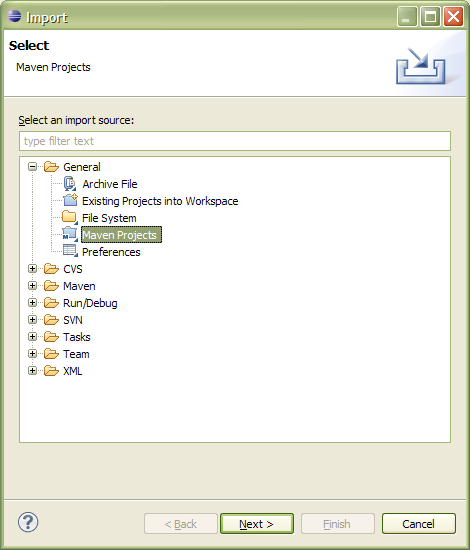 Import
Select
Maven Projects
Select an import source:
type filter text
General
Archive File
Existing Projects into Workspace
File System
Maven Projects
Preferences
CVS
Maven
Run/Debug
SVN
Tasks
Team
XML
? < Back Next > Finish Cancel